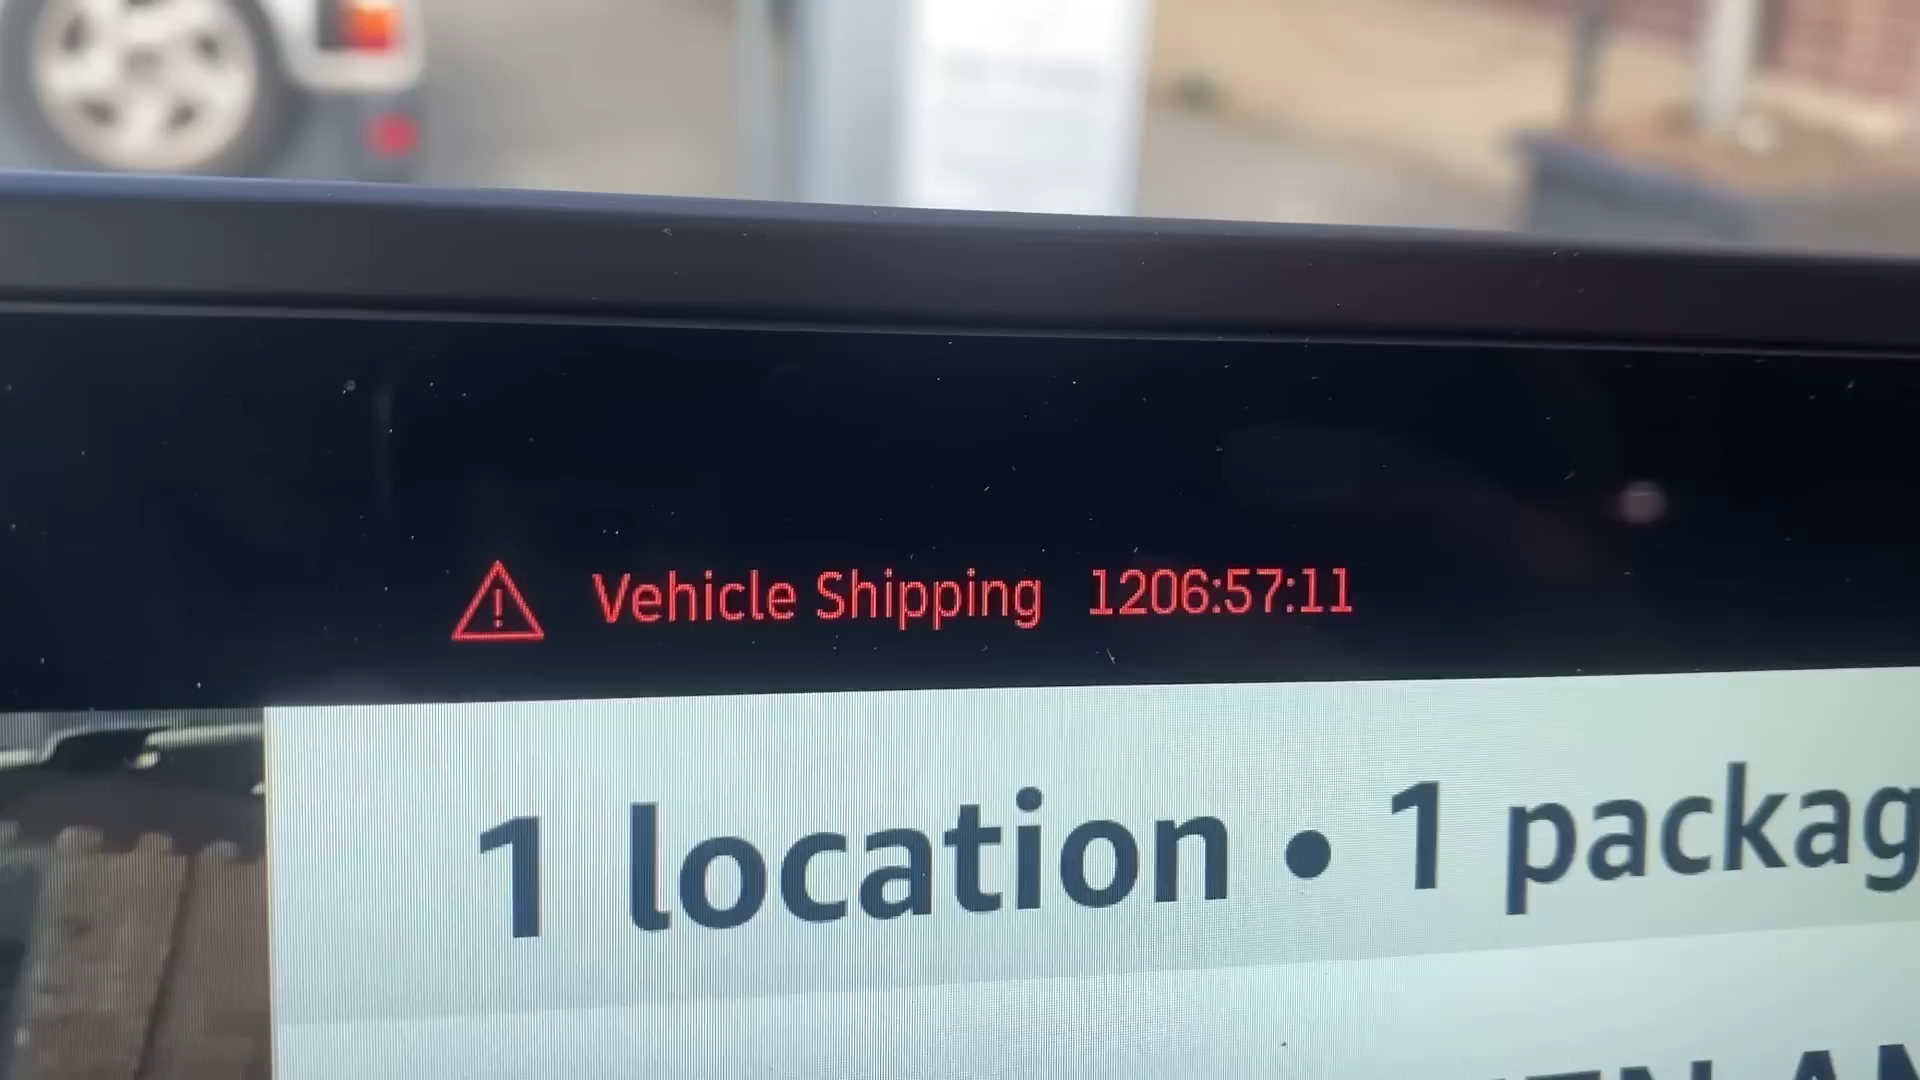 Vehicle Shipping 1206:57:11
1 location • 1 packag